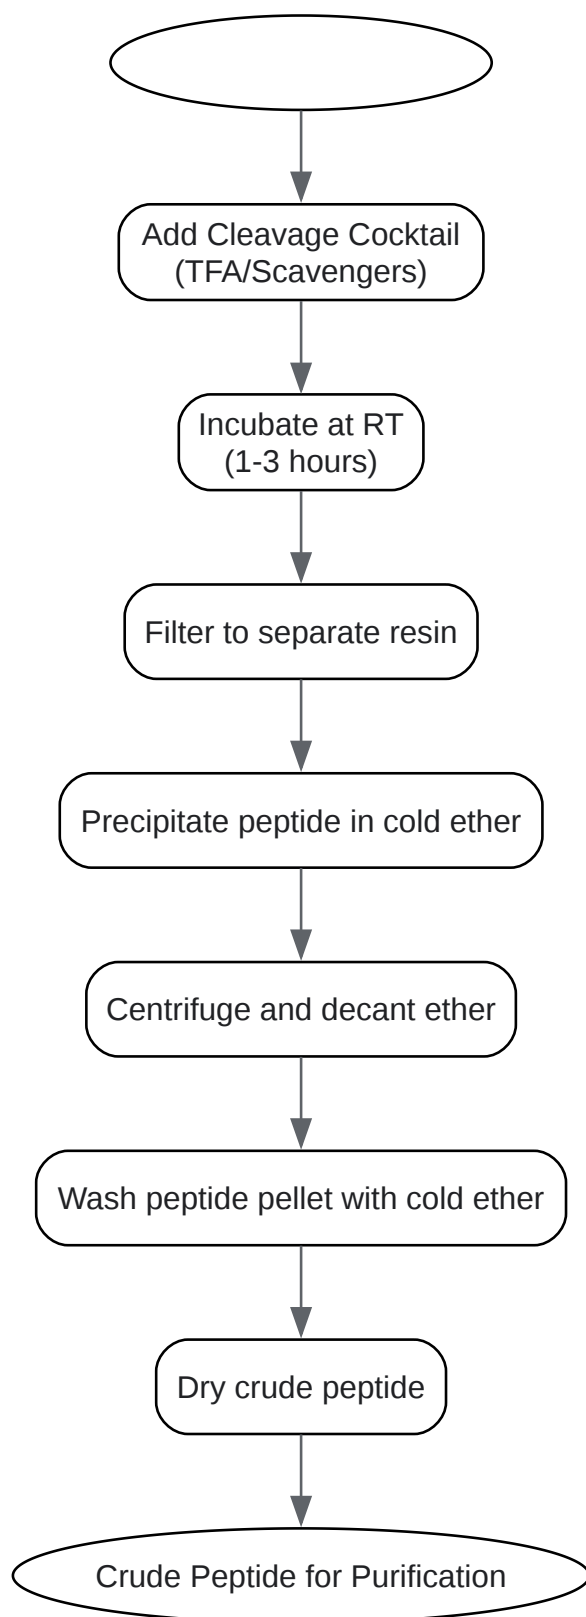 Add Cleavage Cocktail
(TFA/Scavengers)
Incubate at RT
(1-3 hours)
Filter to separate resin
Precipitate peptide in cold ether
Centrifuge and decant ether
Wash peptide pellet with cold ether
Dry crude peptide
Crude Peptide for Purification